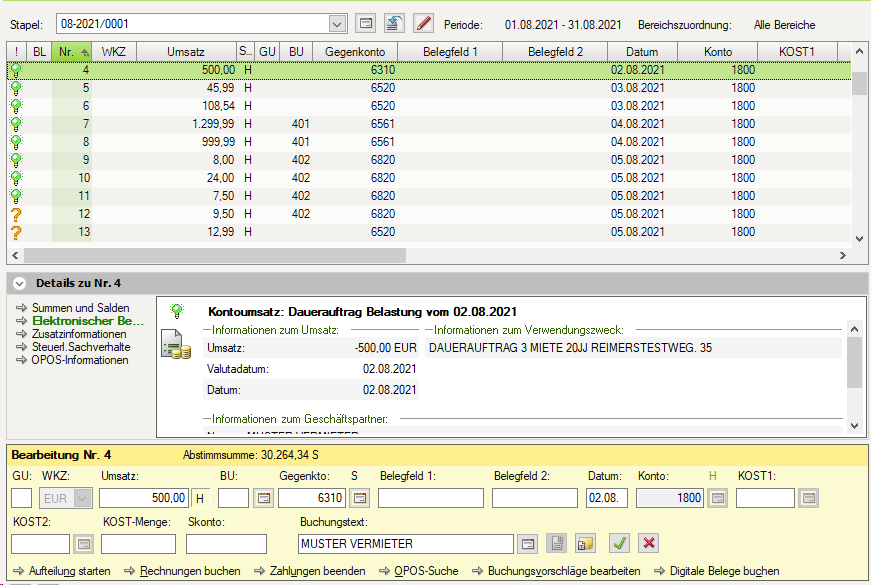 Stapel: 08-2021/0001 Periode: 01.08.2021 - 31.08.2021 Bereichszuordnung: Alle Bereiche
! BL Nr. WKZ Umsatz S... GU BU Gegenkonto Belegfeld 1 Belegfeld 2 Datum Konto KOST1
4 500,00 H 6310 02.08.2021 1800
5 45,99 H 6520 03.08.2021 1800
6 108,54 H 6520 03.08.2021 1800
7 1.299,99 H 401 6561 04.08.2021 1800
8 999,99 H 401 6561 04.08.2021 1800
9 8,00 H 402 6820 05.08.2021 1800
10 24,00 H 402 6820 05.08.2021 1800
11 7,50 H 402 6820 05.08.2021 1800
? 12 9,50 H 402 6820 05.08.2021 1800
? 13 12,99 H 6520 05.08.2021 1800
Details zu Nr. 4
Summen und Salden
Elektronischer Be...
Zusatzinformationen
Steuerl.Sachverhalte
OPOS-Informationen
Kontoumsatz: Dauerauftrag Belastung vom 02.08.2021
Informationen zum Umsatz: Informationen zum Verwendungszweck:
Umsatz: -500,00 EUR DAUERAUFTRAG 3 MIETE 20JJ REIMERSTESTWEG. 35
Valutadatum: 02.08.2021
Datum: 02.08.2021
Informationen zum Geschäftspartner:
MUSTER VERMIETER
Bearbeitung Nr. 4 Abstimmsumme: 30.264,34 S
GU: WKZ: Umsatz: BU: Gegenkto: S Belegfeld 1: Belegfeld 2: Datum: Konto: H KOST1:
EUR 500,00 H 6310 02.08. 1800
KOST2: KOST-Menge: Skonto: Buchungstext:
MUSTER VERMIETER
Aufteilung starten Rechnungen buchen Zahlungen beenden OPOS-Suche Buchungsvorschläge bearbeiten Digitale Belege buchen